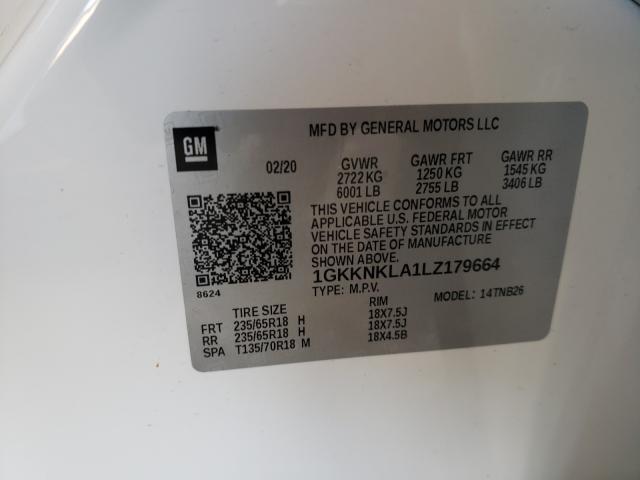 GM
MFD BY GENERAL MOTORS LLC
02/20 GVWR GAWR FRT GAWR RR
2722 KG 1250 KG 1545 KG
6001 LB 2755 LB 3406 LB
THIS VEHICLE CONFORMS TO ALL
APPLICABLE U.S. FEDERAL MOTOR
VEHICLE SAFETY STANDARDS IN EFFECT
ON THE DATE OF MANUFACTURE
SHOWN ABOVE.
1GKKNKLA1LZ179664
8624
TYPE: M.P.V. MODEL: 14TNB26
TIRE SIZE RIM
FRT 235/65R18 H 18X7.5J
RR 235/65R18 H 18X7.5J
SPA T135/70R18 M 18X4.5B